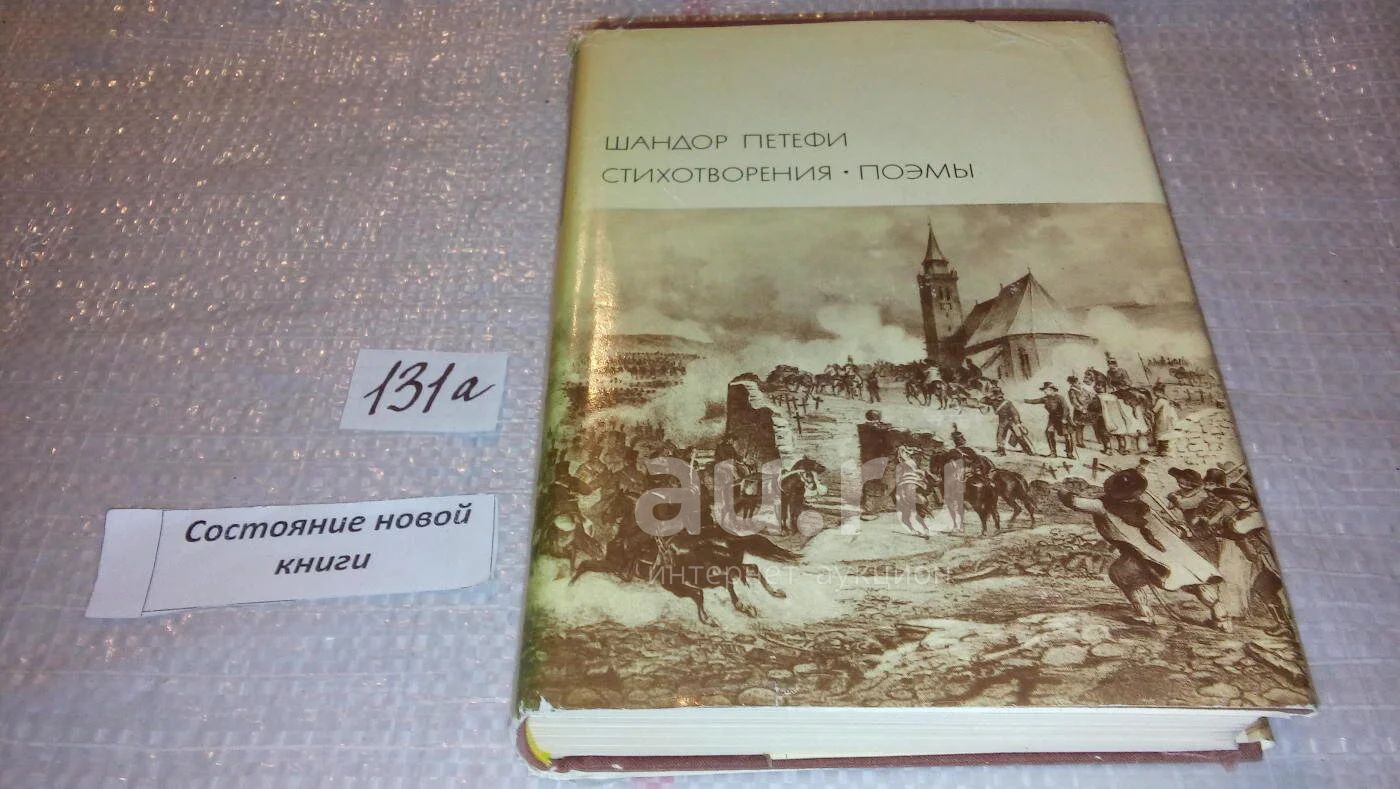 ШАНДОР ПЕТЕФИ
СТИХОТВОРЕНИЯ • ПОЭМЫ
131а
Состояние новой
книги
au.ru
интернет аукцион